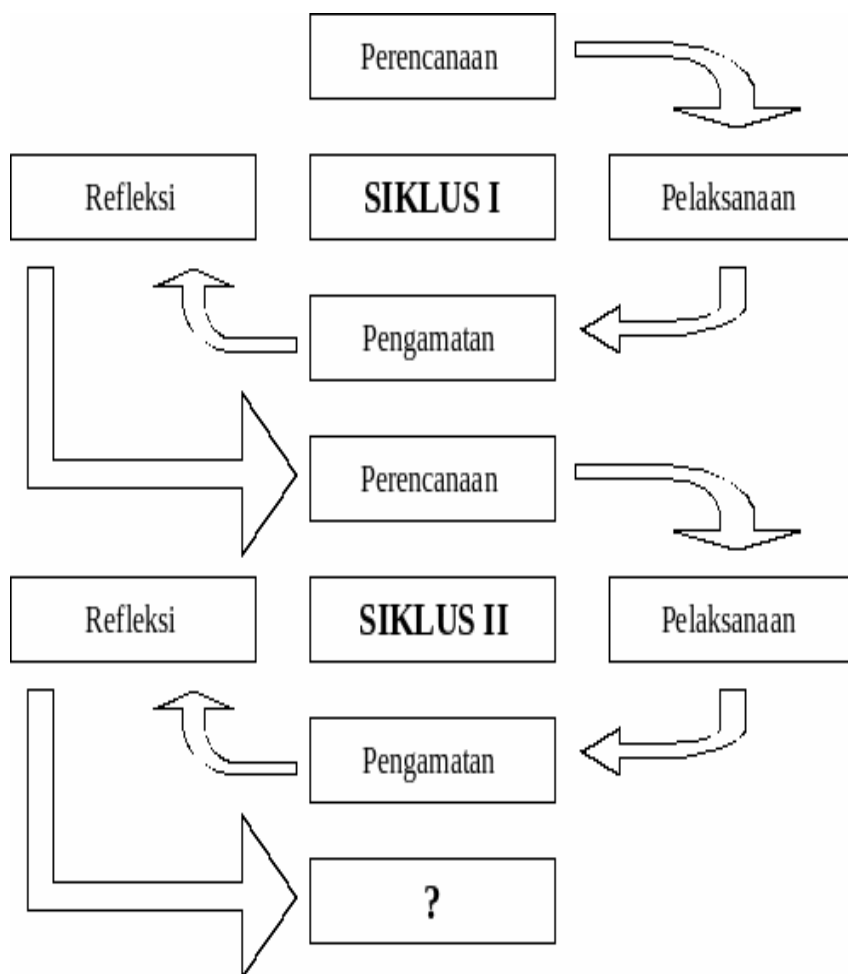 Perencanaan
Refleksi
SIKLUS I
Pelaksanaan
Pengamatan
Perencanaan
Refleksi
SIKLUS II
Pelaksanaan
Pengamatan
?